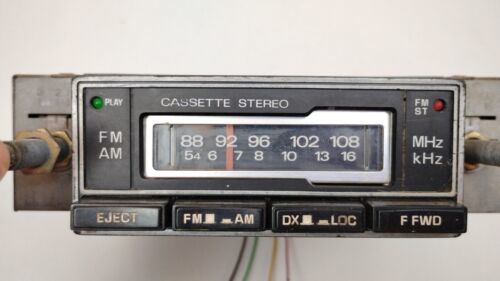 PLAY CASSETTE STEREO FM ST
FM AM
88 92 96 102 108
54 6 7 8 10 13 16
MHz
kHz
EJECT FM AM DX LOC F FWD